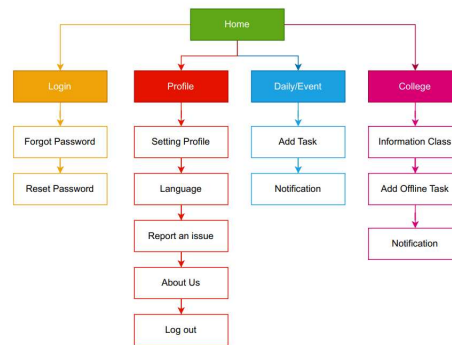 Home
Login
Profile
Daily/Event
College
Forgot Password
Setting Profile
Add Task
Information Class
Reset Password
Language
Notification
Add Offline Task
Report an issue
Notification
About Us
Log out